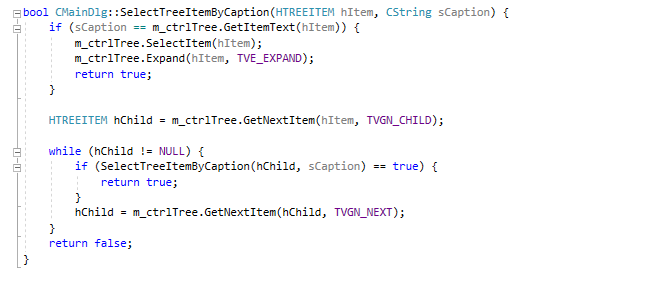 bool CMainDlg::SelectTreeItemByCaption(HTREEITEM hItem, CString sCaption) {
    if (sCaption == m_ctrlTree.GetItemText(hItem)) {
        m_ctrlTree.SelectItem(hItem);
        m_ctrlTree.Expand(hItem, TVE_EXPAND);
        return true;
    }

    HTREEITEM hChild = m_ctrlTree.GetNextItem(hItem, TVGN_CHILD);

    while (hChild != NULL) {
        if (SelectTreeItemByCaption(hChild, sCaption) == true) {
            return true;
        }
        hChild = m_ctrlTree.GetNextItem(hChild, TVGN_NEXT);
    }
    return false;
}